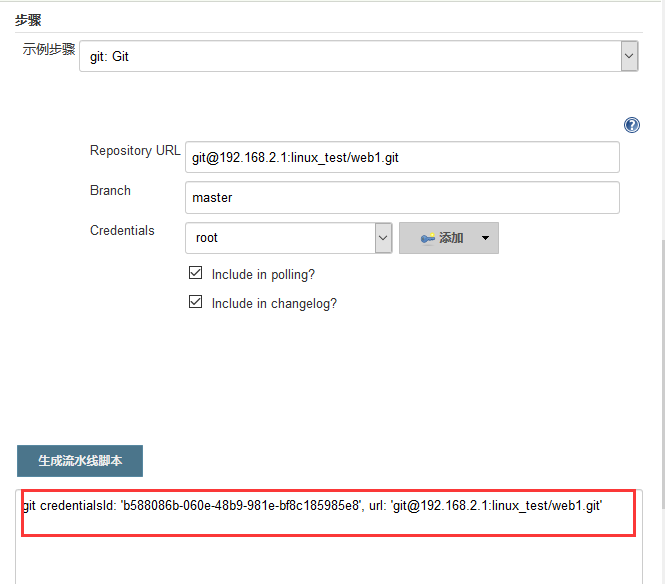 步骤
示例步骤 git: Git
Repository URL git@192.168.2.1:linux_test/web1.git
Branch master
Credentials root 添加
Include in polling?
Include in changelog?
生成流水线脚本
git credentialsId: 'b588086b-060e-48b9-981e-bf8c185985e8', url: 'git@192.168.2.1:linux_test/web1.git'